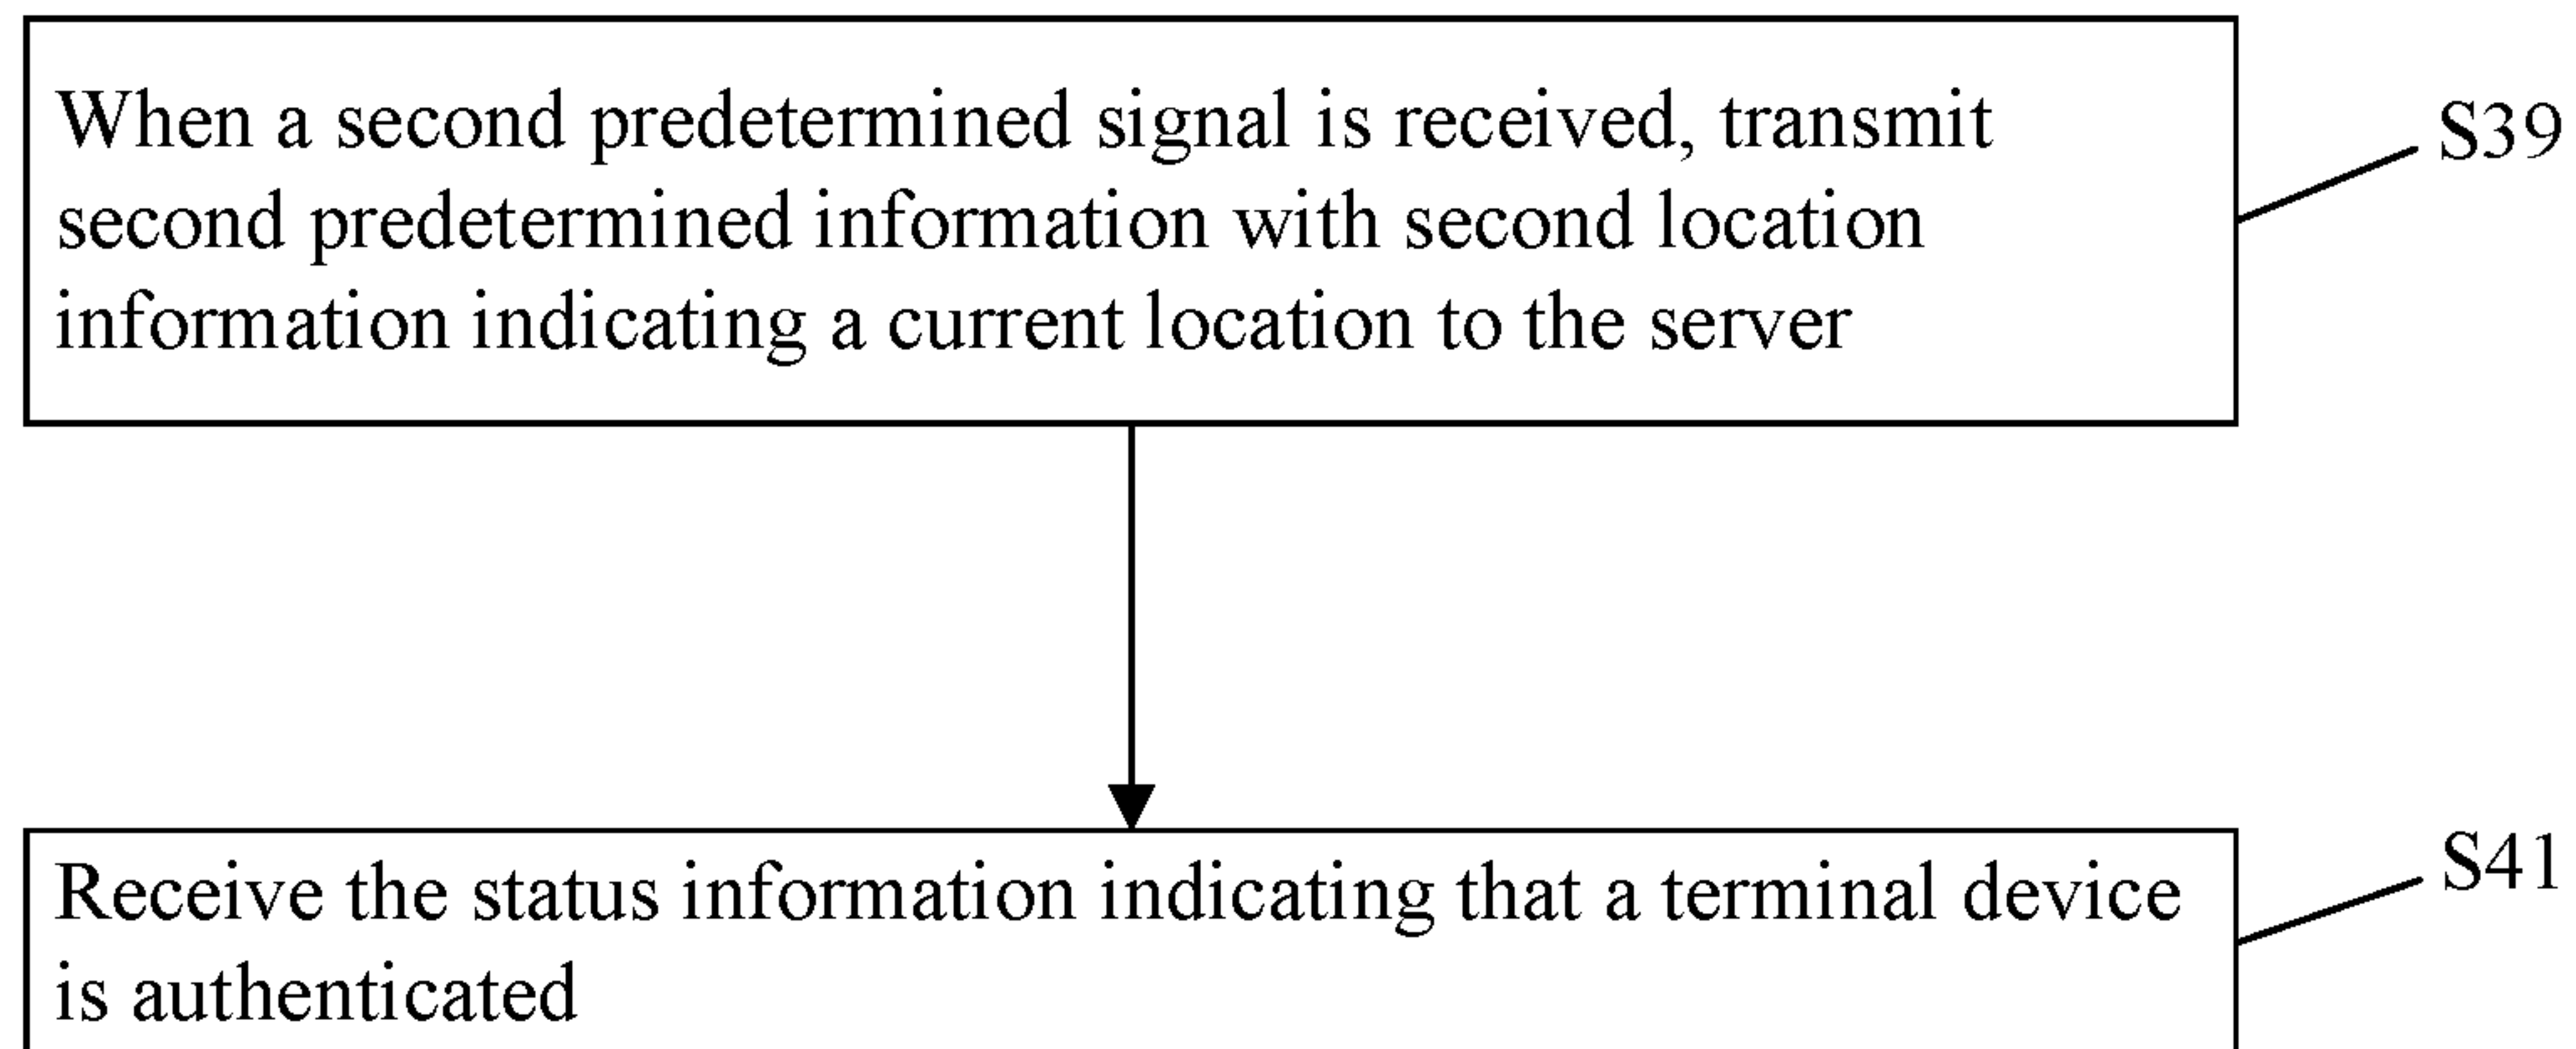 When a second predetermined signal is received, transmit
second predetermined information with second location
information indicating a current location to the server
S39
Receive the status information indicating that a terminal device
is authenticated
S41